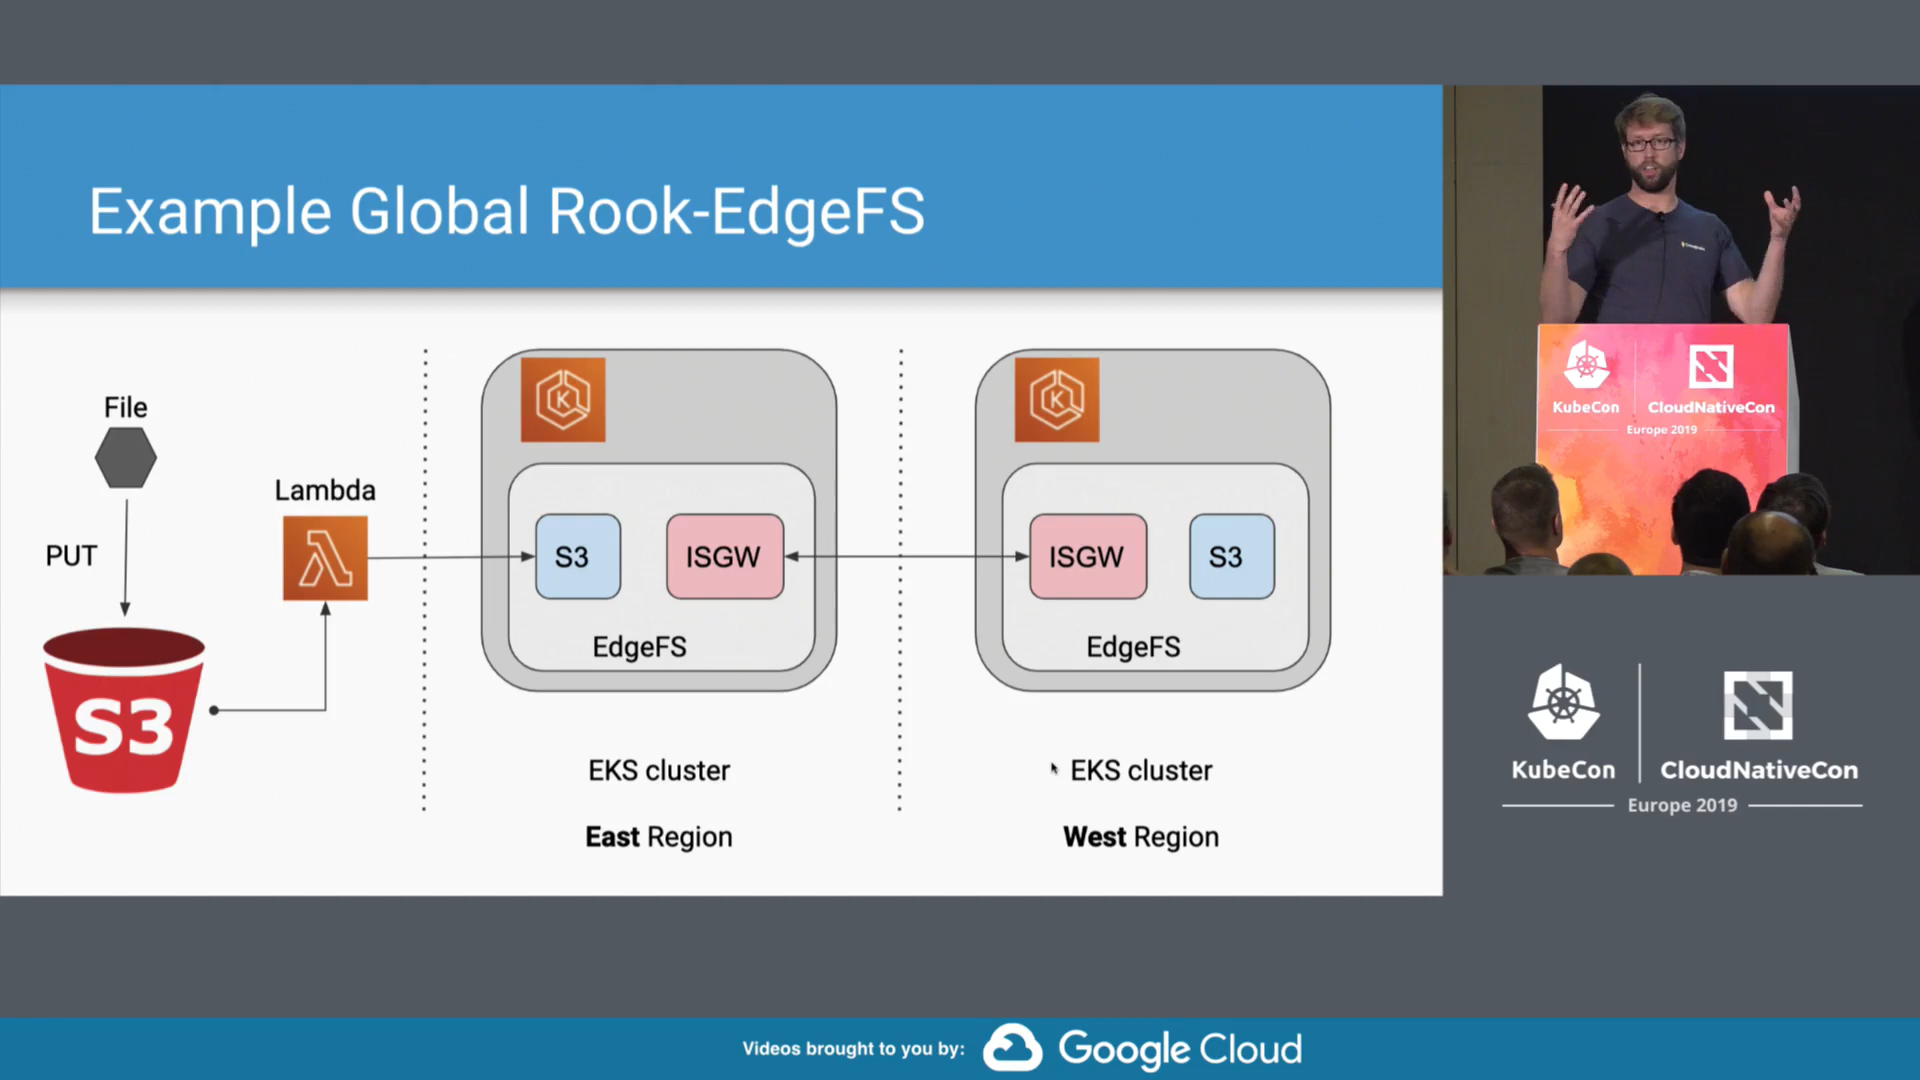 Example Global Rook-EdgeFS
File
PUT
S3
Lambda
S3
ISGW
EdgeFS
EKS cluster
East Region
ISGW
S3
EdgeFS
EKS cluster
West Region
KubeCon
CloudNativeCon
Europe 2019
KubeCon
CloudNativeCon
Europe 2019
Videos brought to you by:
Google Cloud